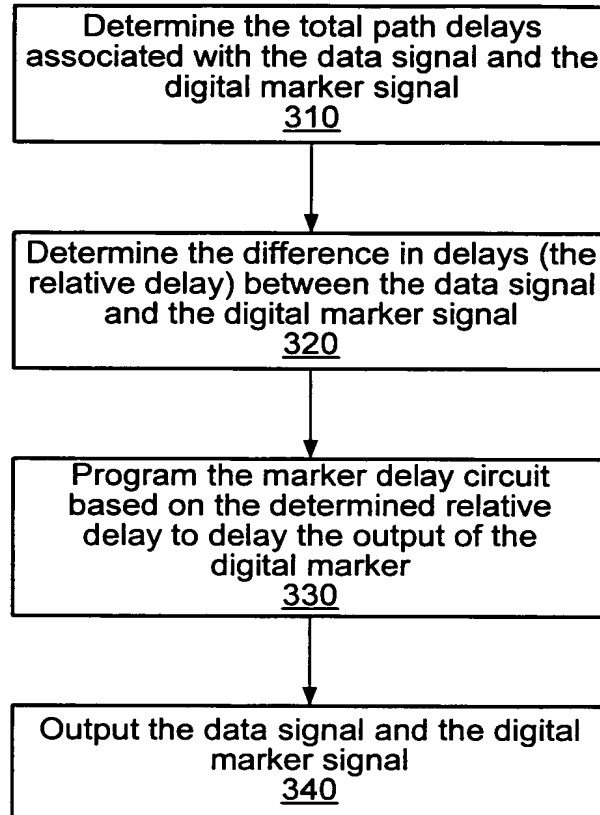 Determine the total path delays
associated with the data signal and the
digital marker signal
310
Determine the difference in delays (the
relative delay) between the data signal
and the digital marker signal
320
Program the marker delay circuit
based on the determined relative
delay to delay the output of the
digital marker
330
Output the data signal and the digital
marker signal
340